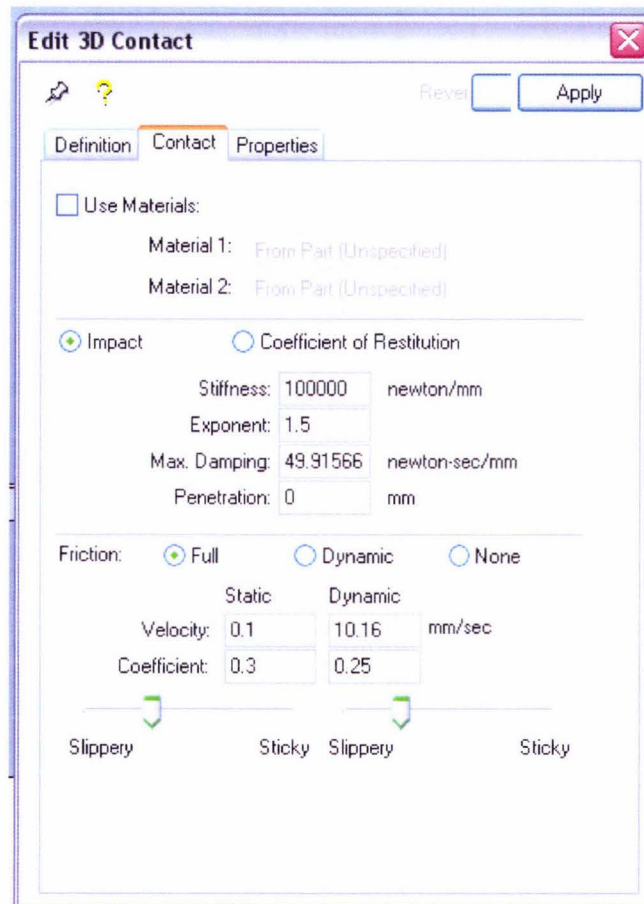 Edit 3D Contact
? Apply
Definition Contact Properties
Use Materials:
Material 1: From Part (Unspecified)
Material 2: From Part (Unspecified)
Impact Coefficient of Restitution
Stiffness: 100000 newton/mm
Exponent: 1.5
Max. Damping: 49.91566 newton-sec/mm
Penetration: 0 mm
Friction: Full Dynamic None
Static Dynamic
Velocity: 0.1 10.16 mm/sec
Coefficient: 0.3 0.25
Slippery Sticky Slippery Sticky